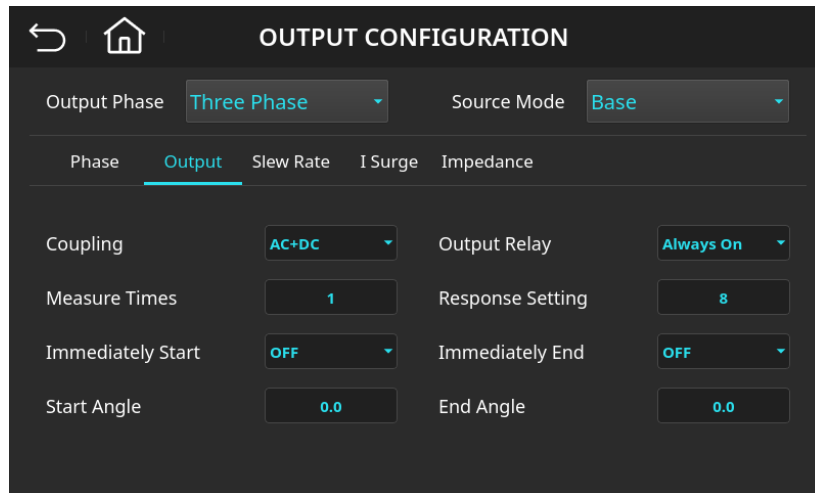 OUTPUT CONFIGURATION
Output Phase Three Phase Source Mode Base
Phase Output Slew Rate I Surge Impedance
Coupling AC+DC Output Relay Always On
Measure Times 1 Response Setting 8
Immediately Start OFF Immediately End OFF
Start Angle 0.0 End Angle 0.0